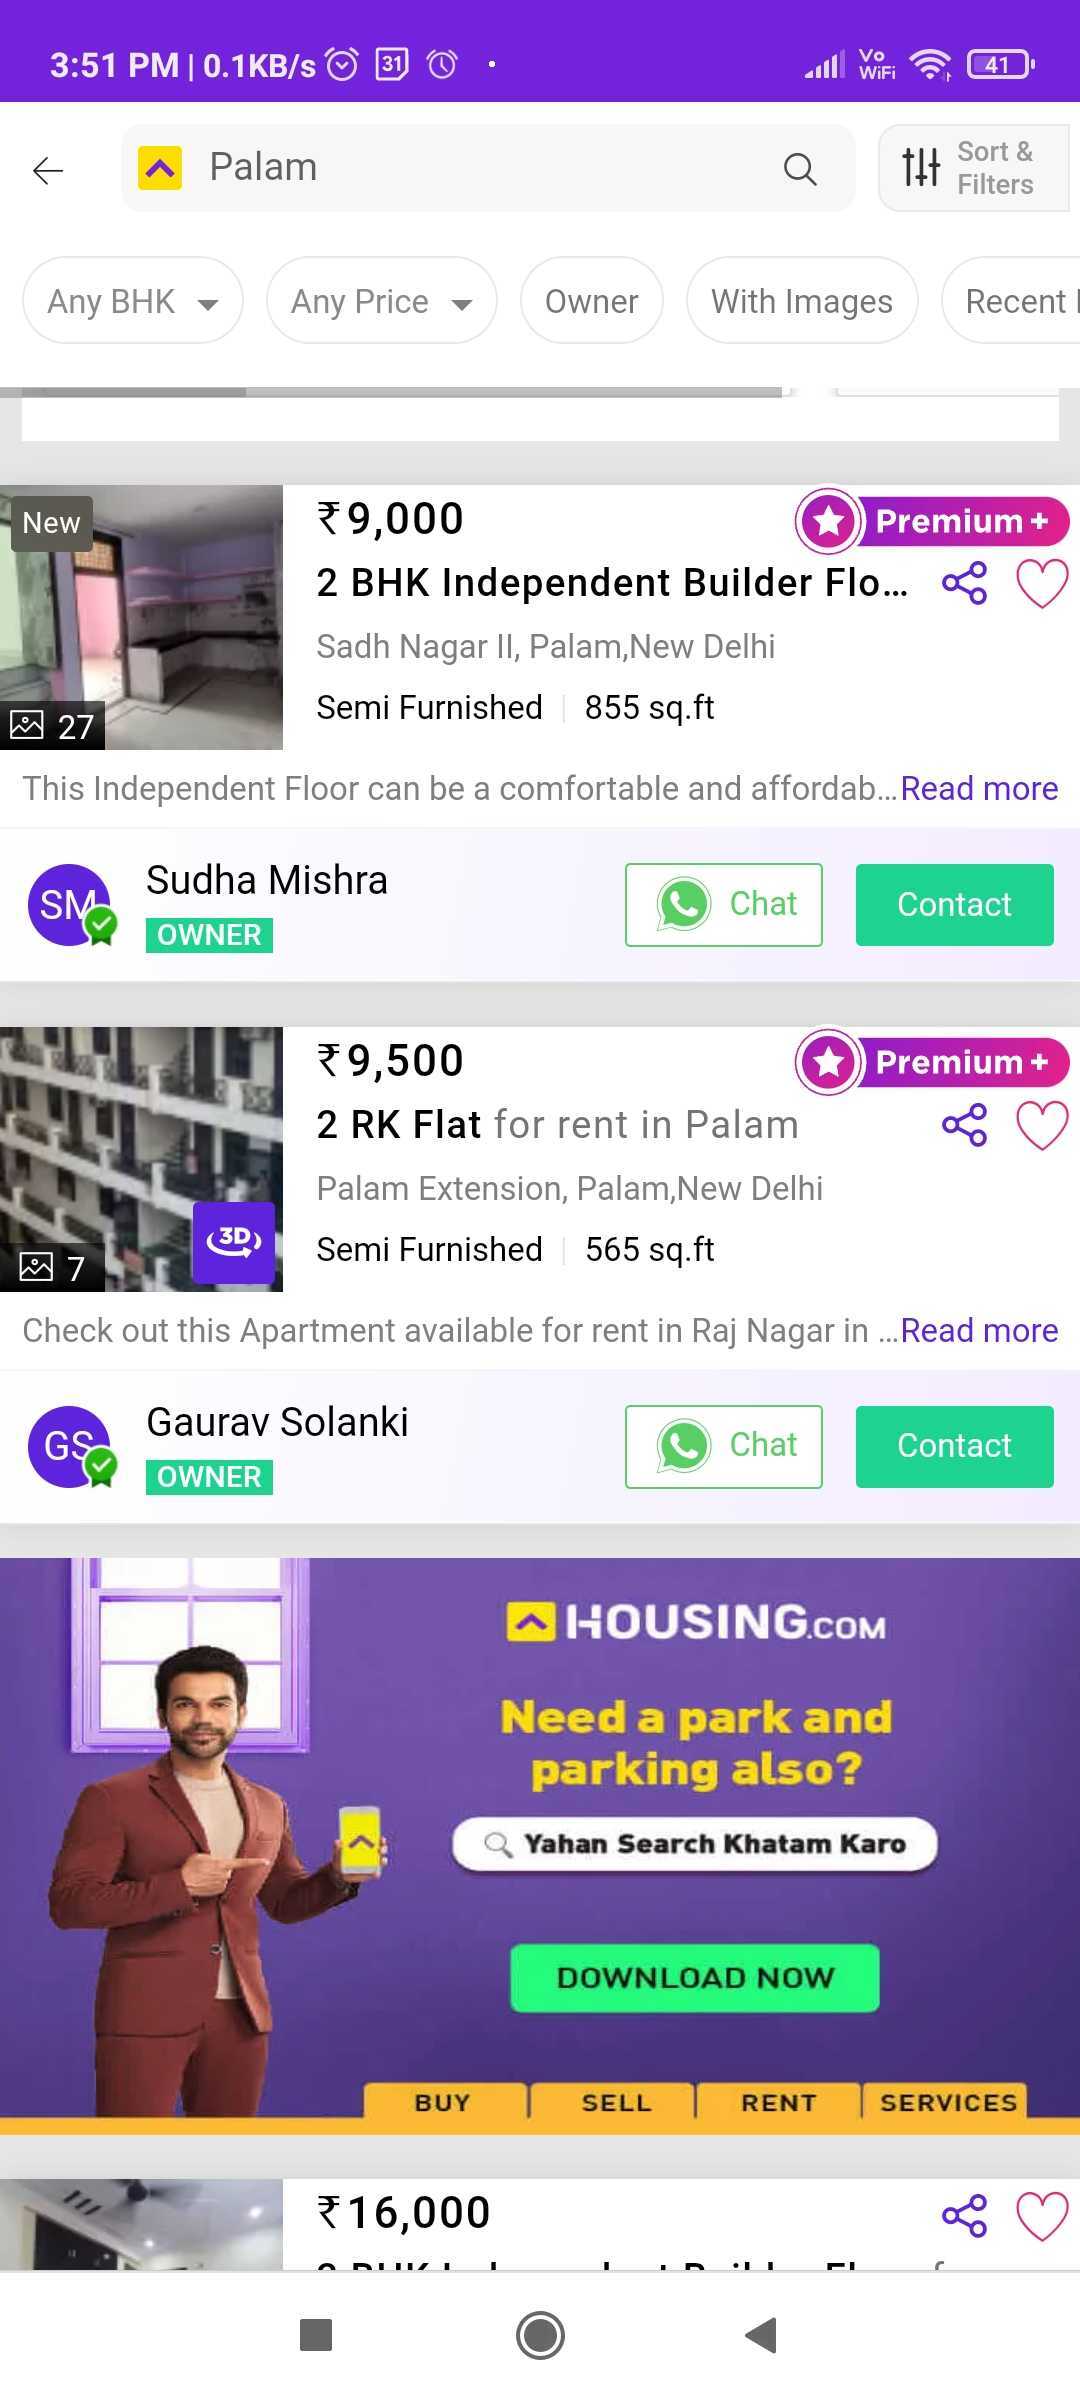 3:51 PM | 0.1KB/s 31 Vo WiFi 41
Palam
Sort & Filters
Any BHK Any Price Owner With Images Recent
New
27
₹9,000
Premium+
2 BHK Independent Builder Flo...
Sadh Nagar II, Palam,New Delhi
Semi Furnished 855 sq.ft
This Independent Floor can be a comfortable and affordab...Read more
SM
Sudha Mishra
OWNER
Chat
Contact
₹9,500
Premium+
2 RK Flat for rent in Palam
Palam Extension, Palam,New Delhi
3D
7
Semi Furnished 565 sq.ft
Check out this Apartment available for rent in Raj Nagar in ...Read more
GS
Gaurav Solanki
OWNER
Chat
Contact
HOUSING.COM
Need a park and
parking also?
Yahan Search Khatam Karo
DOWNLOAD NOW
BUY SELL RENT SERVICES
₹16,000